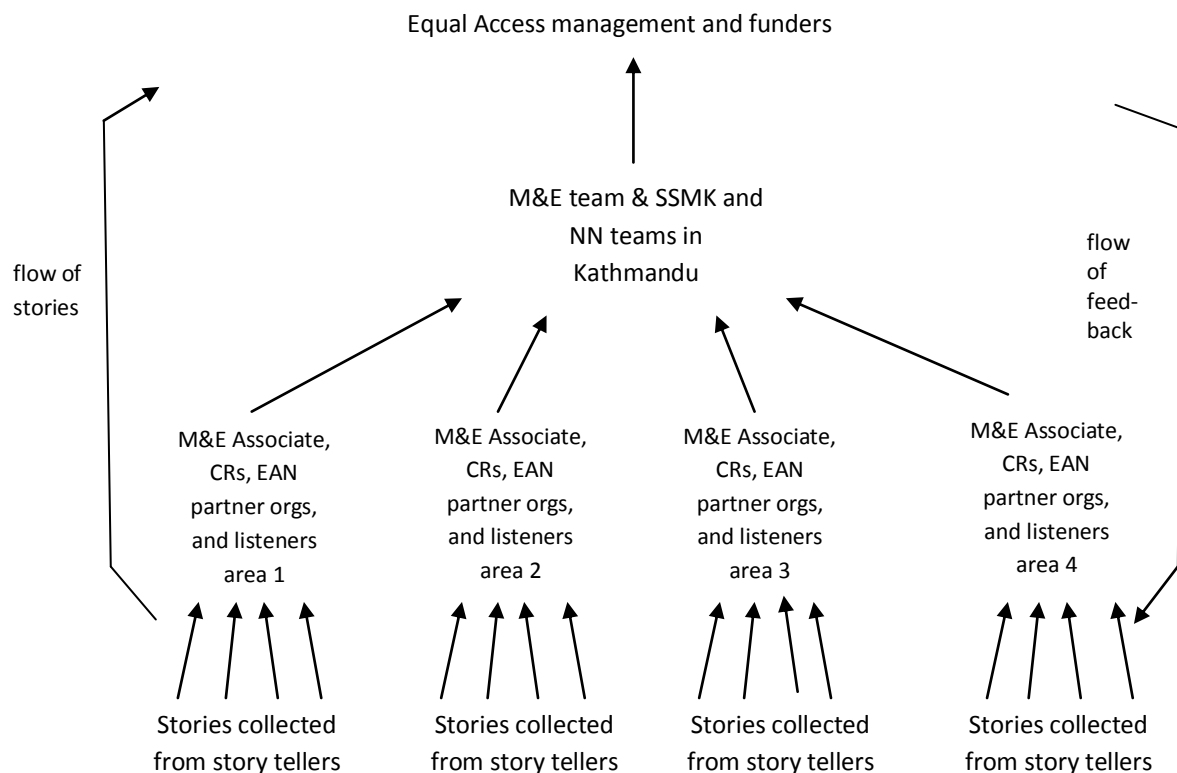 Equal Access management and funders
M&E team & SSMK and
NN teams in
Kathmandu
flow of
stories
flow
of
feed-
back
M&E Associate,
CRs, EAN
partner orgs,
and listeners
area 1
M&E Associate,
CRs, EAN
partner orgs,
and listeners
area 2
M&E Associate,
CRs, EAN
partner orgs,
and listeners
area 3
M&E Associate,
CRs, EAN
partner orgs,
and listeners
area 4
Stories collected
from story tellers
Stories collected
from story tellers
Stories collected
from story tellers
Stories collected
from story tellers